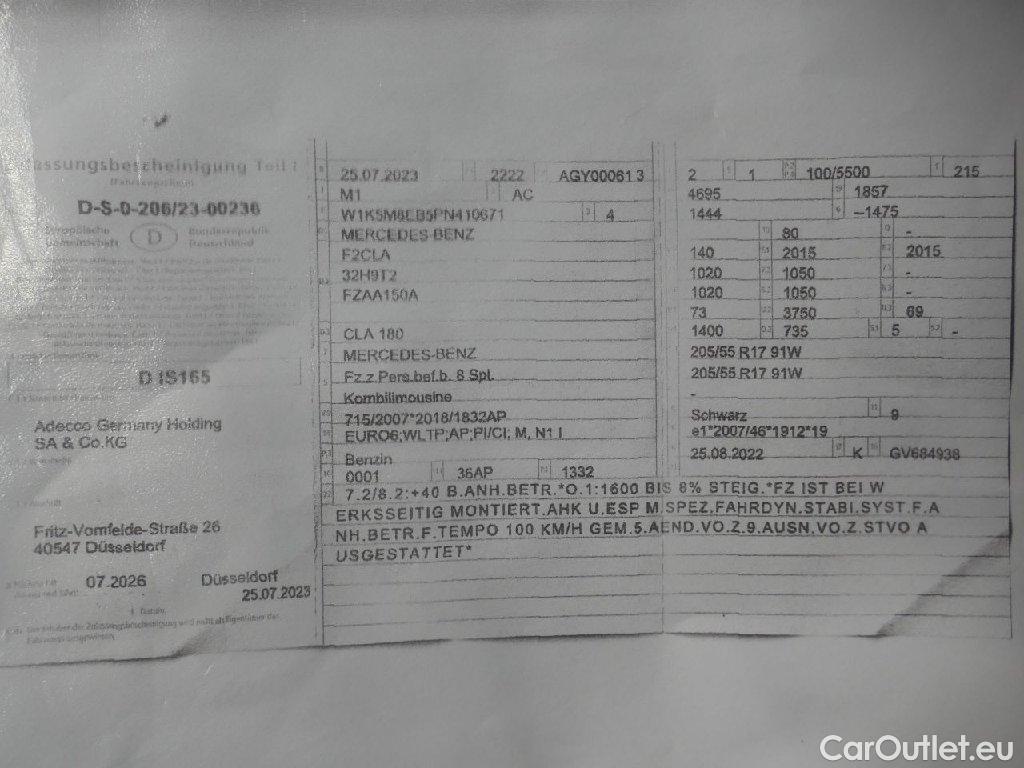 assungsbescheinigung Teil I
(Fahrzeugschein)
D-S-0-206/23-00236
Europäische
Gemeinschaft
D
Bundesrepublik
Deutschland
D IS165
Adecco Germany Holding
SA & Co.KG
Fritz-Vomfelde-Straße 26
40547 Düsseldorf
07.2026
Düsseldorf
25.07.2023
25.07.2023 2222 AGY00061 3
M1 AC
W1K5M8EB5PN410671 4
MERCEDES-BENZ
F2CLA
32H9T2
FZAA150A
CLA 180
MERCEDES-BENZ
Fz.z.Pers.bef.b. 8 Spl.
Kombilimousine
715/2007*2018/1832AP
EURO6;WLTP;AP;PI/CI; M, N1 I
Benzin
0001 36AP 1332
2 1 100/5500 215
4695 1857
1444 --1475
80 -
140 2015 2015
1020 1050 -
1020 1050 -
73 3750 69
1400 735 5 -
205/55 R17 91W
205/55 R17 91W
-
Schwarz 9
e1*2007/46*1912*19
25.08.2022 K GV684938
7.2/8.2:+40 B.ANH.BETR.*O.1:1600 BIS 8% STEIG.*FZ IST BEI W
ERKSSEITIG MONTIERT.AHK U.ESP M.SPEZ.FAHRDYN.STABI.SYST.F.A
NH.BETR.F.TEMPO 100 KM/H GEM.5.AEND.VO.Z.9.AUSN.VO.Z.STVO A
USGESTATTET*
CarOutlet.eu